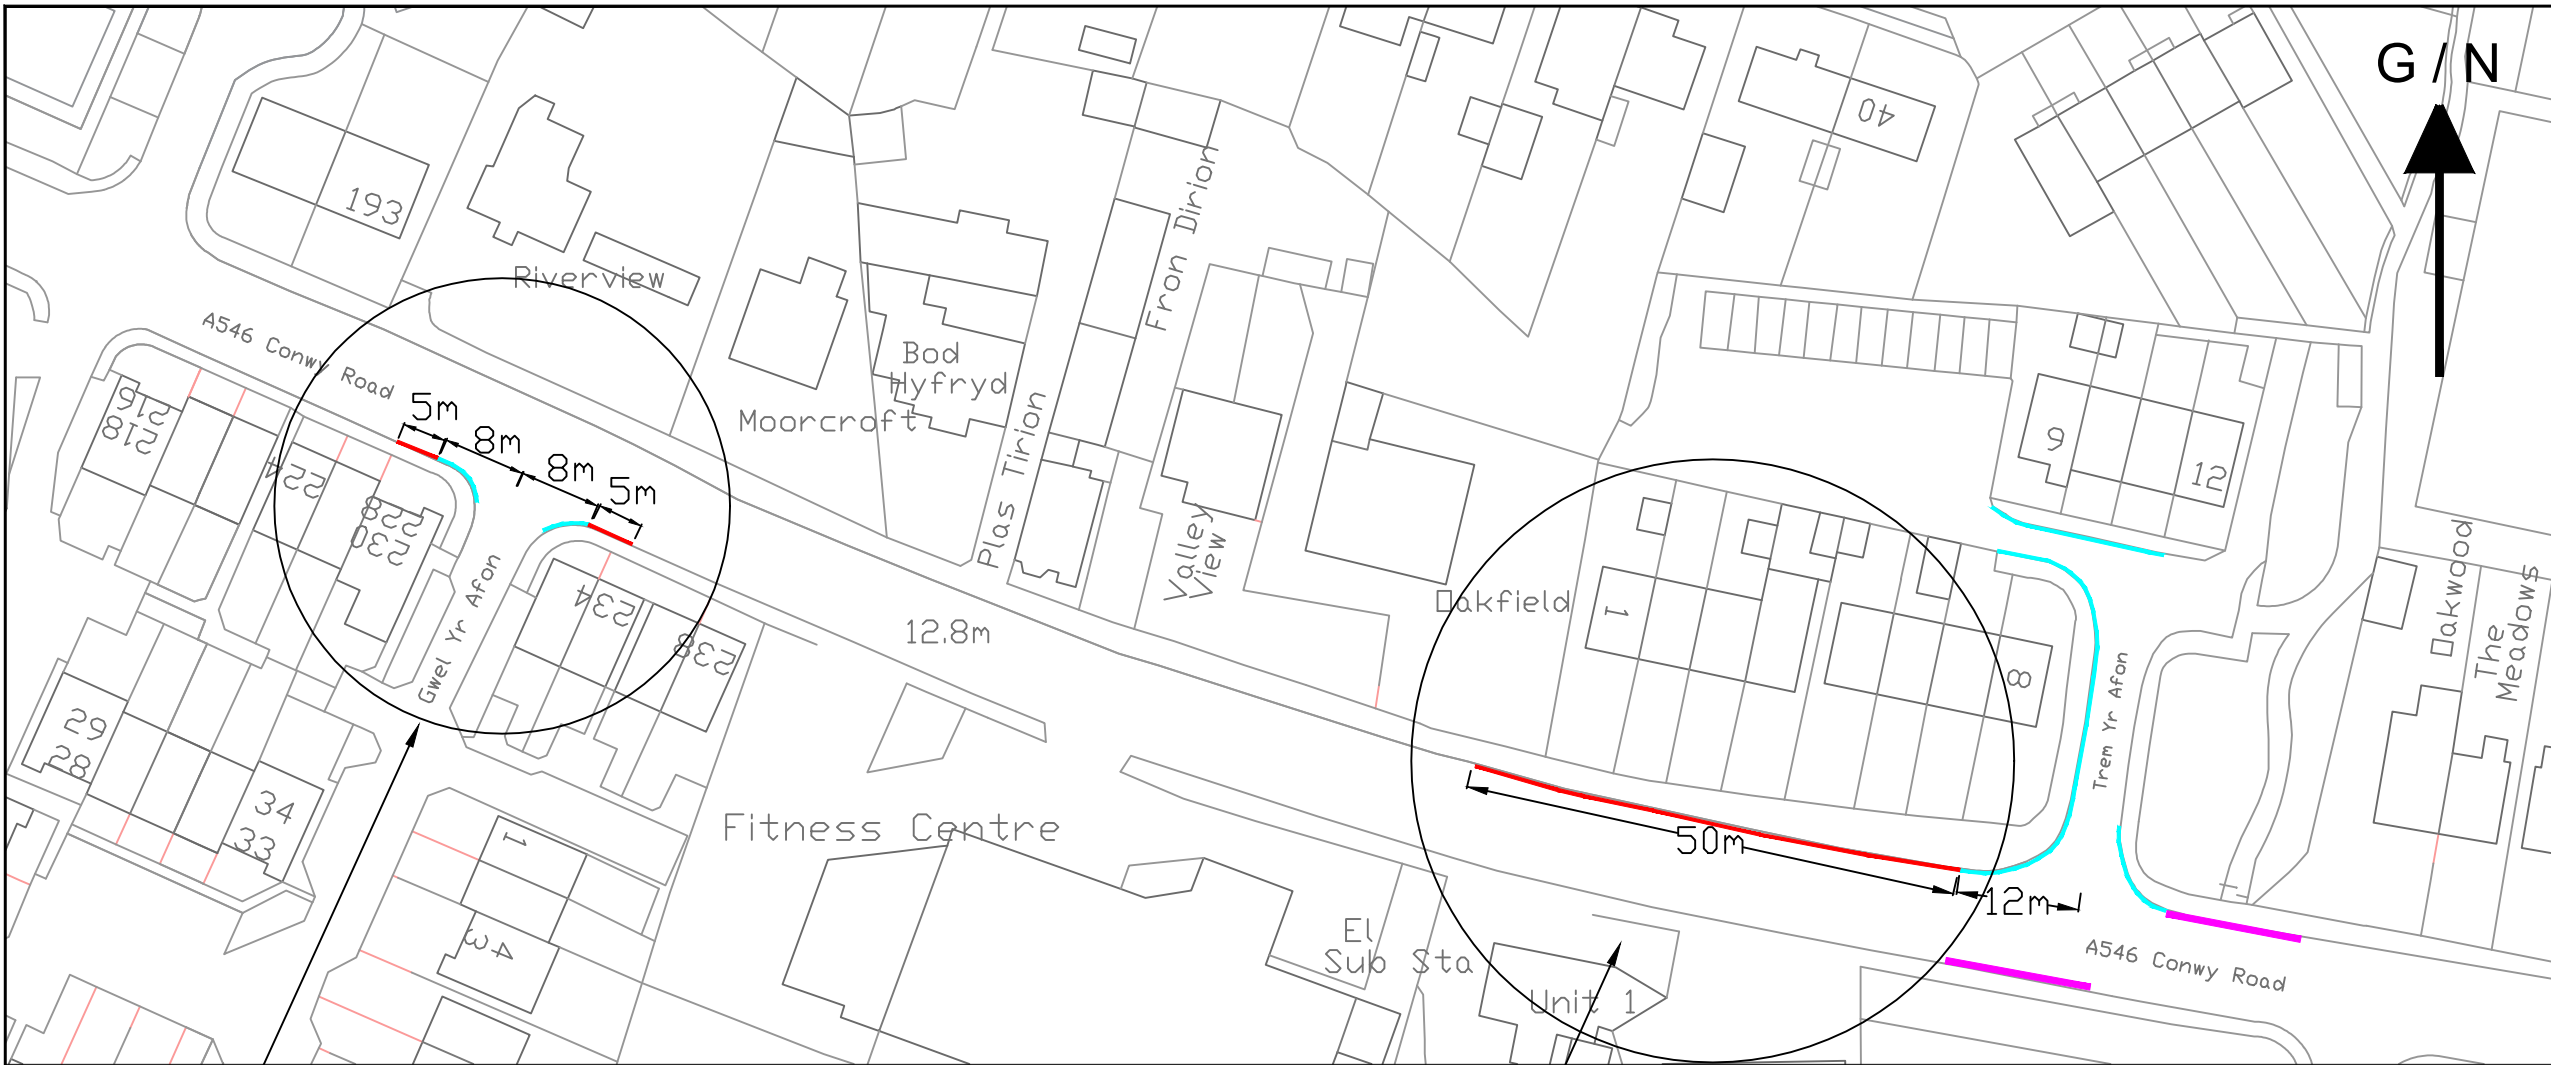 G / N
40
193
Fron Dirion
Riverview
A546 Conwy Road
Bod
Hyfryd
Moorcroft
5m
8m
8m
5m
216
218
224
228
230
Plas Tirion
Valley
View
9
12
Oakwood
The
Meadows
Oakfield
1
8
234
238
12.8m
Gwel Yr Afon
Trem Yr Afon
29
28
34
33
1
43
Fitness Centre
50m
12m
El
Sub Sta
Unit 1
A546 Conwy Road